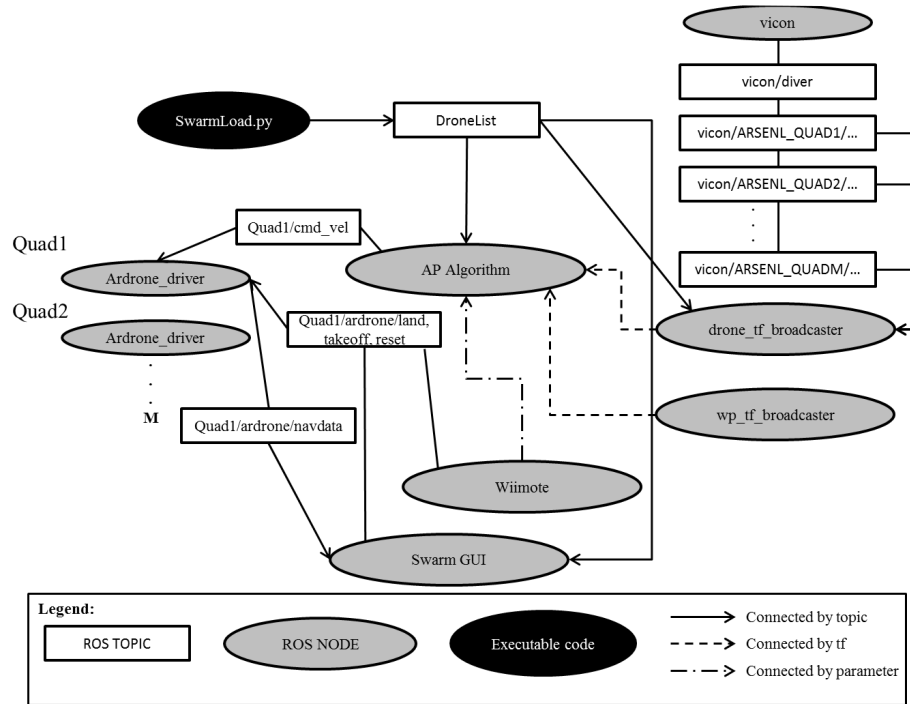 vicon
vicon/diver
SwarmLoad.py
DroneList
vicon/ARSENL_QUAD1/...
vicon/ARSENL_QUAD2/...
Quad1/cmd_vel
Quad1
Ardrone_driver
AP Algorithm
vicon/ARSENL_QUADM/...
Quad2
Ardrone_driver
Quad1/ardrone/land,
takeoff, reset
drone_tf_broadcaster
M
Quad1/ardrone/navdata
wp_tf_broadcaster
Wiimote
Swarm GUI
Legend:
ROS TOPIC
ROS NODE
Executable code
Connected by topic
Connected by tf
Connected by parameter